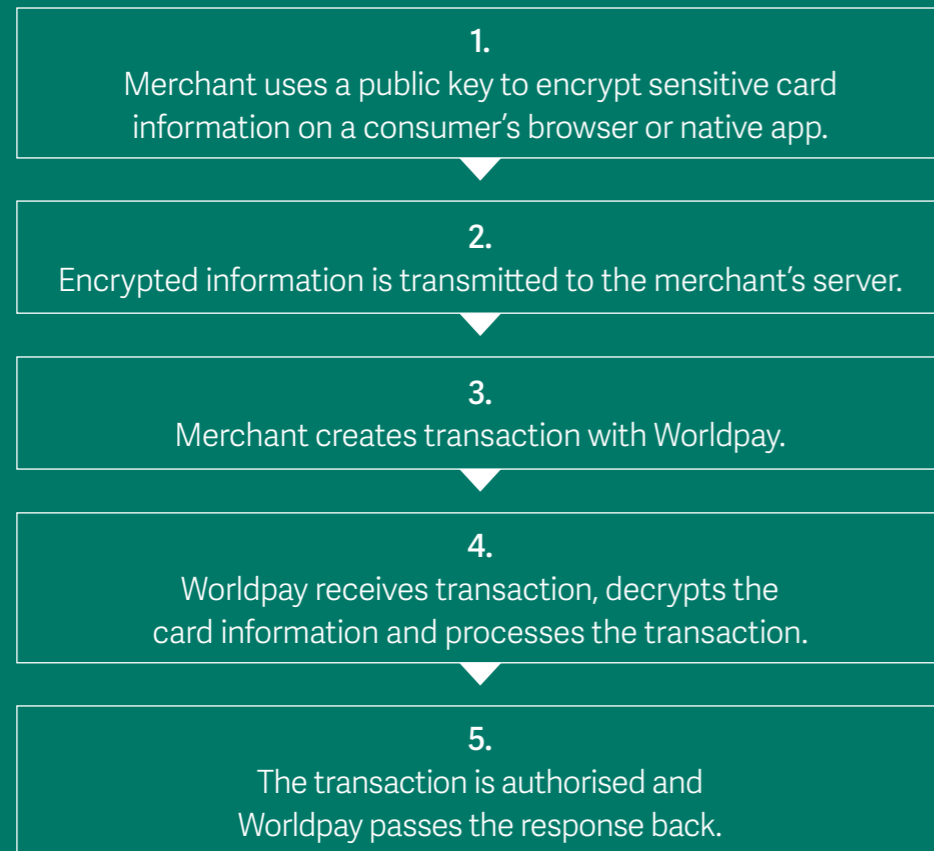 1.
Merchant uses a public key to encrypt sensitive card
information on a consumer’s browser or native app.
2.
Encrypted information is transmitted to the merchant’s server.
3.
Merchant creates transaction with Worldpay.
4.
Worldpay receives transaction, decrypts the
card information and processes the transaction.
5.
The transaction is authorised and
Worldpay passes the response back.